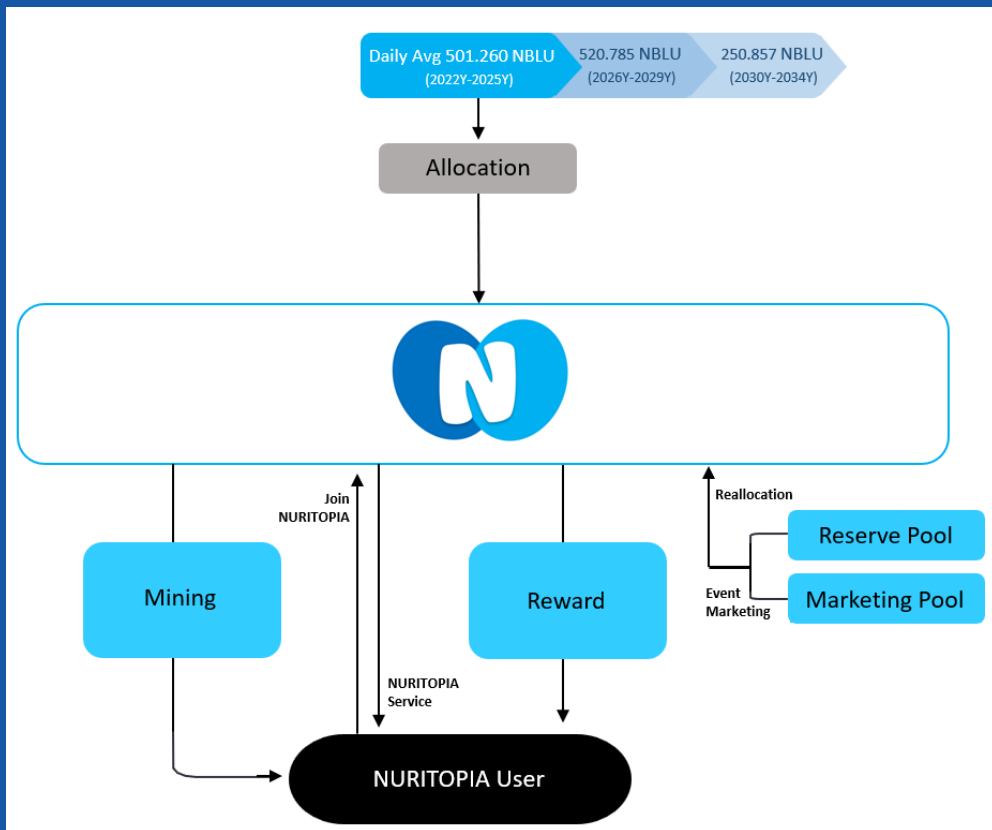 Daily Avg 501.260 NBLU
(2022Y-2025Y)
520.785 NBLU
(2026Y-2029Y)
250.857 NBLU
(2030Y-2034Y)
Allocation
N
Join
NURITOPIA
Reallocation
Reserve Pool
Mining
Reward
Event
Marketing
Marketing Pool
NURITOPIA
Service
NURITOPIA User